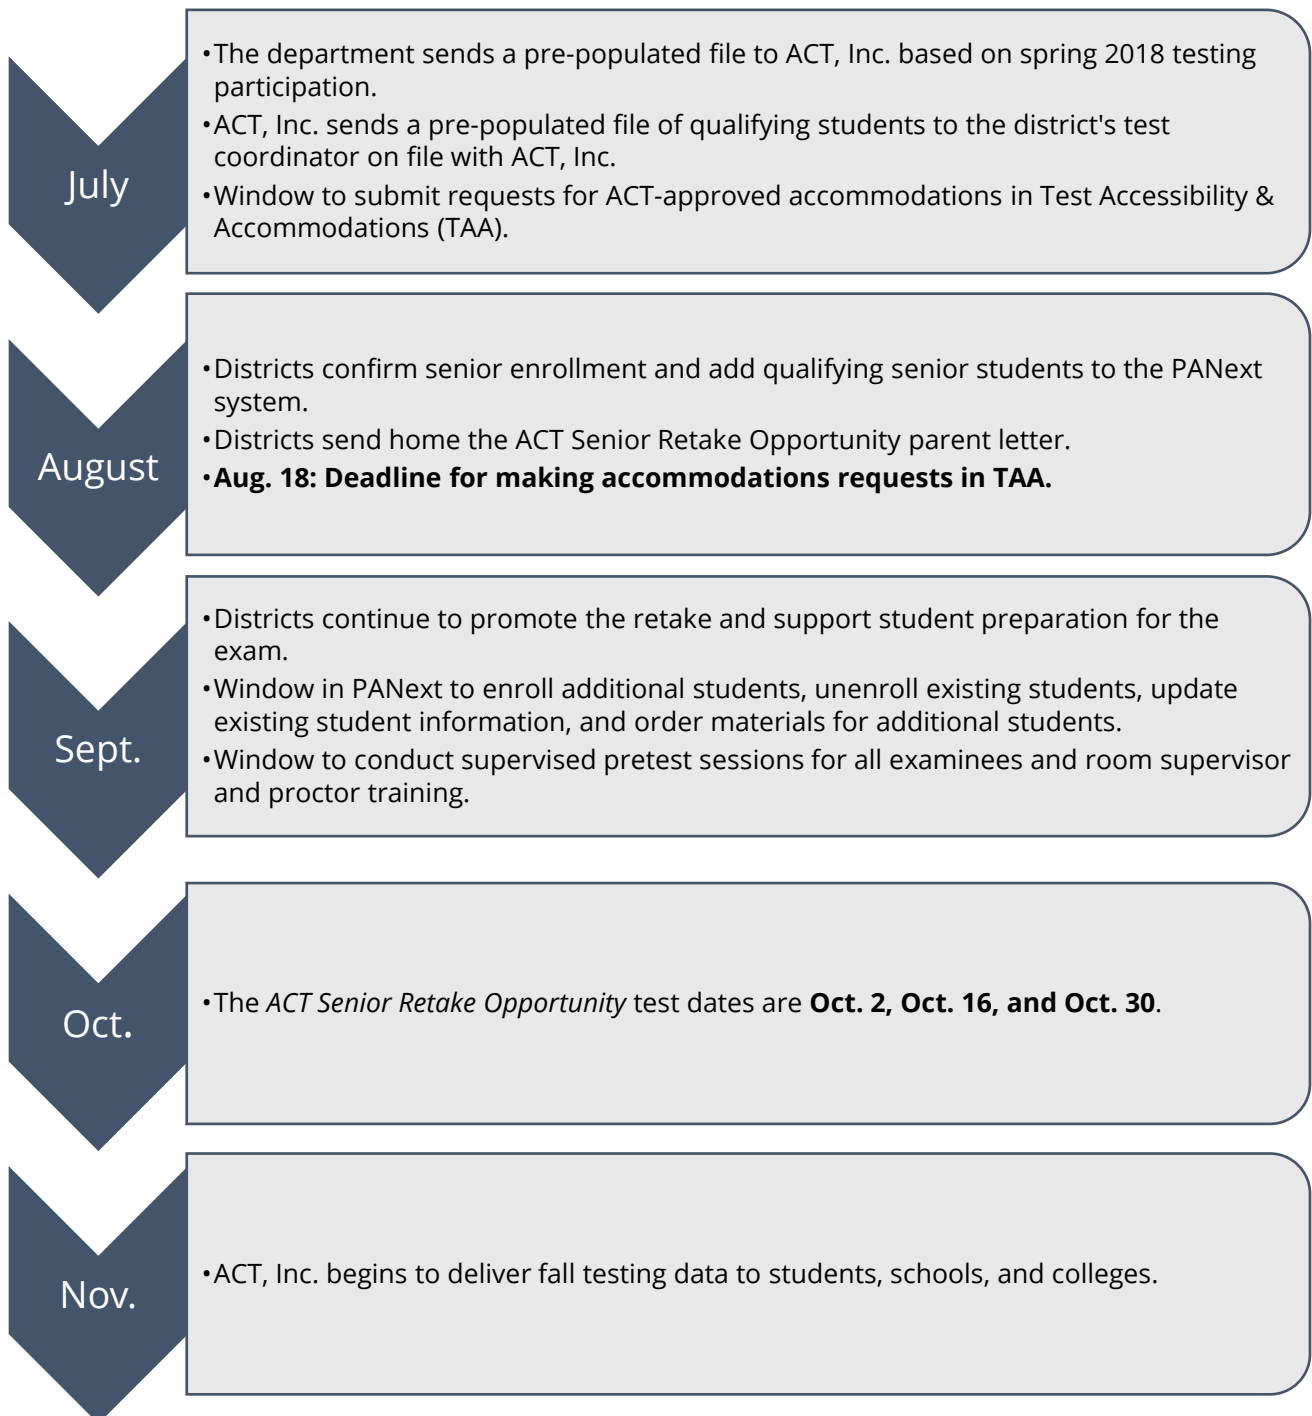 July
•The department sends a pre-populated file to ACT, Inc. based on spring 2018 testing
participation.
•ACT, Inc. sends a pre-populated file of qualifying students to the district's test
coordinator on file with ACT, Inc.
•Window to submit requests for ACT-approved accommodations in Test Accessibility &
Accommodations (TAA).
August
•Districts confirm senior enrollment and add qualifying senior students to the PANext
system.
•Districts send home the ACT Senior Retake Opportunity parent letter.
•Aug. 18: Deadline for making accommodations requests in TAA.
Sept.
•Districts continue to promote the retake and support student preparation for the
exam.
•Window in PANext to enroll additional students, unenroll existing students, update
existing student information, and order materials for additional students.
•Window to conduct supervised pretest sessions for all examinees and room supervisor
and proctor training.
Oct.
•The ACT Senior Retake Opportunity test dates are Oct. 2, Oct. 16, and Oct. 30.
Nov.
•ACT, Inc. begins to deliver fall testing data to students, schools, and colleges.